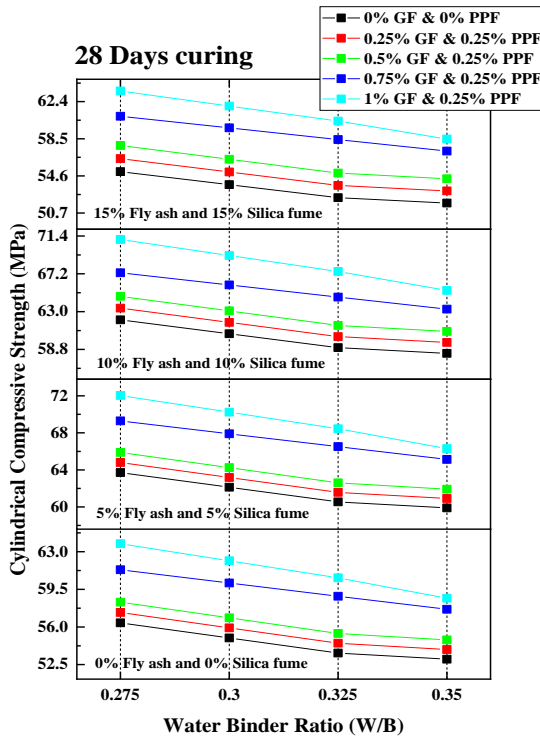 28 Days curing
0% GF & 0% PPF
0.25% GF & 0.25% PPF
0.5% GF & 0.25% PPF
0.75% GF & 0.25% PPF
1% GF & 0.25% PPF
Cylindrical Compressive Strength (MPa)
62.4
58.5
54.6
50.7
15% Fly ash and 15% Silica fume
71.4
67.2
63.0
58.8
10% Fly ash and 10% Silica fume
72
68
64
60
5% Fly ash and 5% Silica fume
63.0
59.5
56.0
52.5
0% Fly ash and 0% Silica fume
0.275 0.3 0.325 0.35
Water Binder Ratio (W/B)